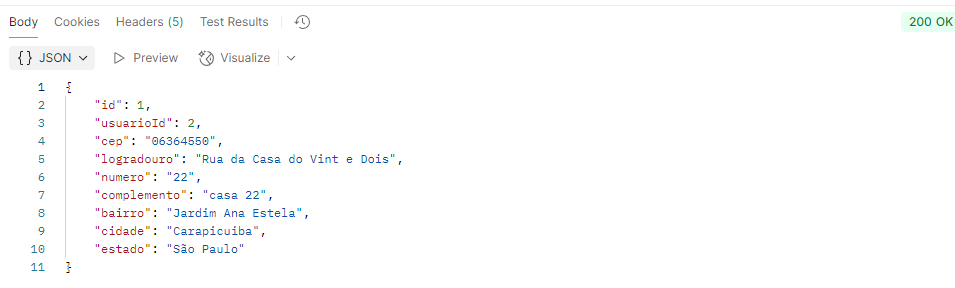 Body Cookies Headers (5) Test Results 200 OK
{} JSON Preview Visualize
1 {
2 "id": 1,
3 "usuarioId": 2,
4 "cep": "06364550",
5 "logradouro": "Rua da Casa do Vint e Dois",
6 "numero": "22",
7 "complemento": "casa 22",
8 "bairro": "Jardim Ana Estela",
9 "cidade": "Carapicuiba",
10 "estado": "São Paulo"
11 }